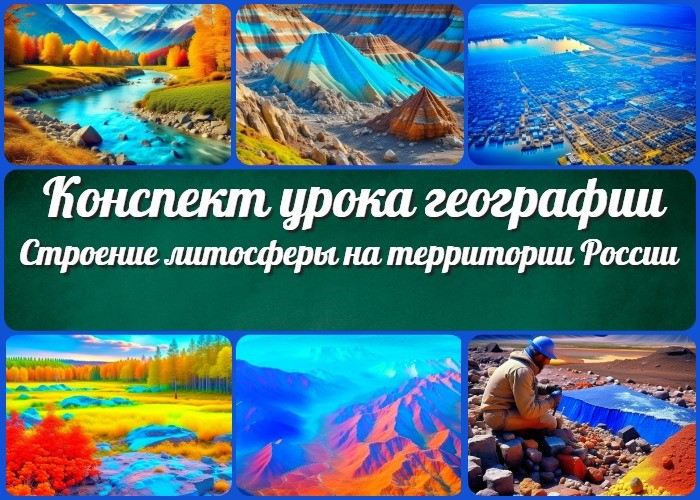 Конспект урока географии
Строение литосферы на территории России